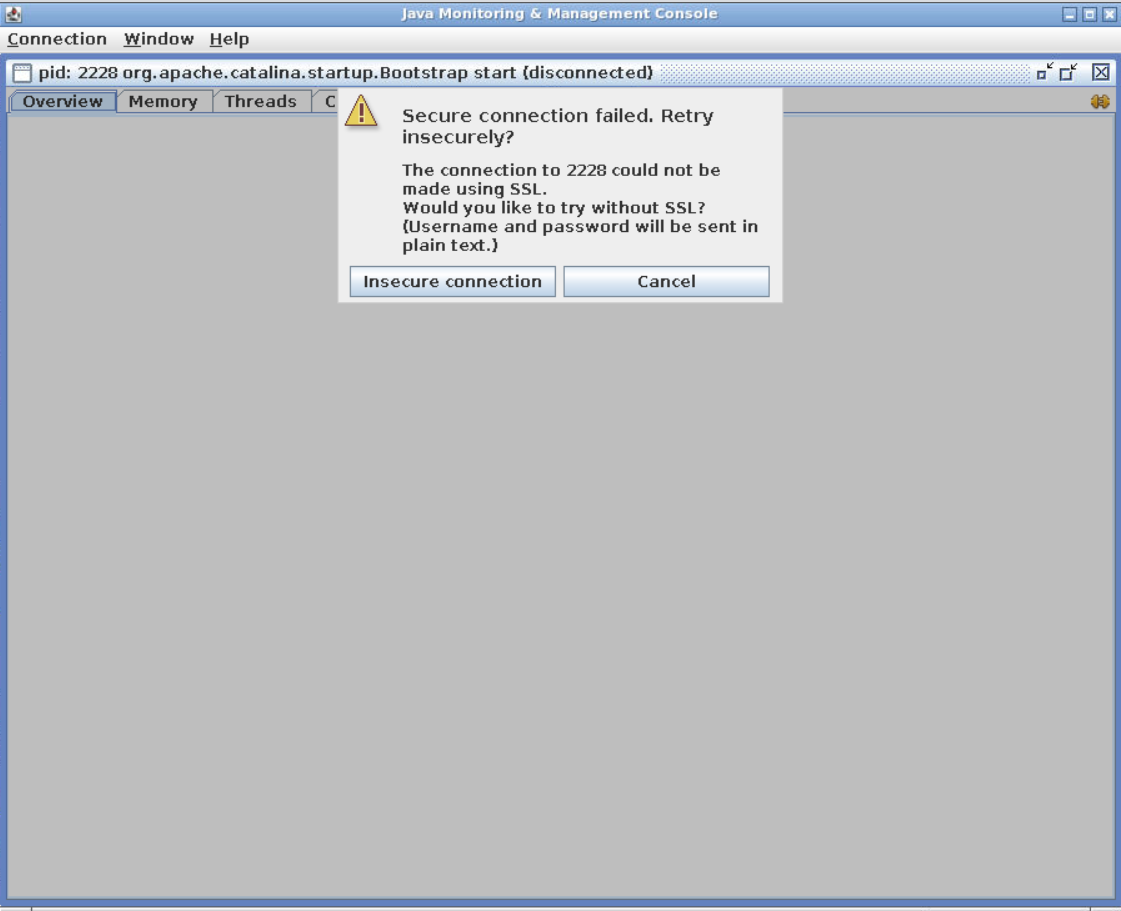 Java Monitoring & Management Console
Connection Window Help
pid: 2228 org.apache.catalina.startup.Bootstrap start (disconnected)
Overview Memory Threads C
Secure connection failed. Retry
insecurely?
The connection to 2228 could not be
made using SSL.
Would you like to try without SSL?
(Username and password will be sent in
plain text.)
Insecure connection Cancel